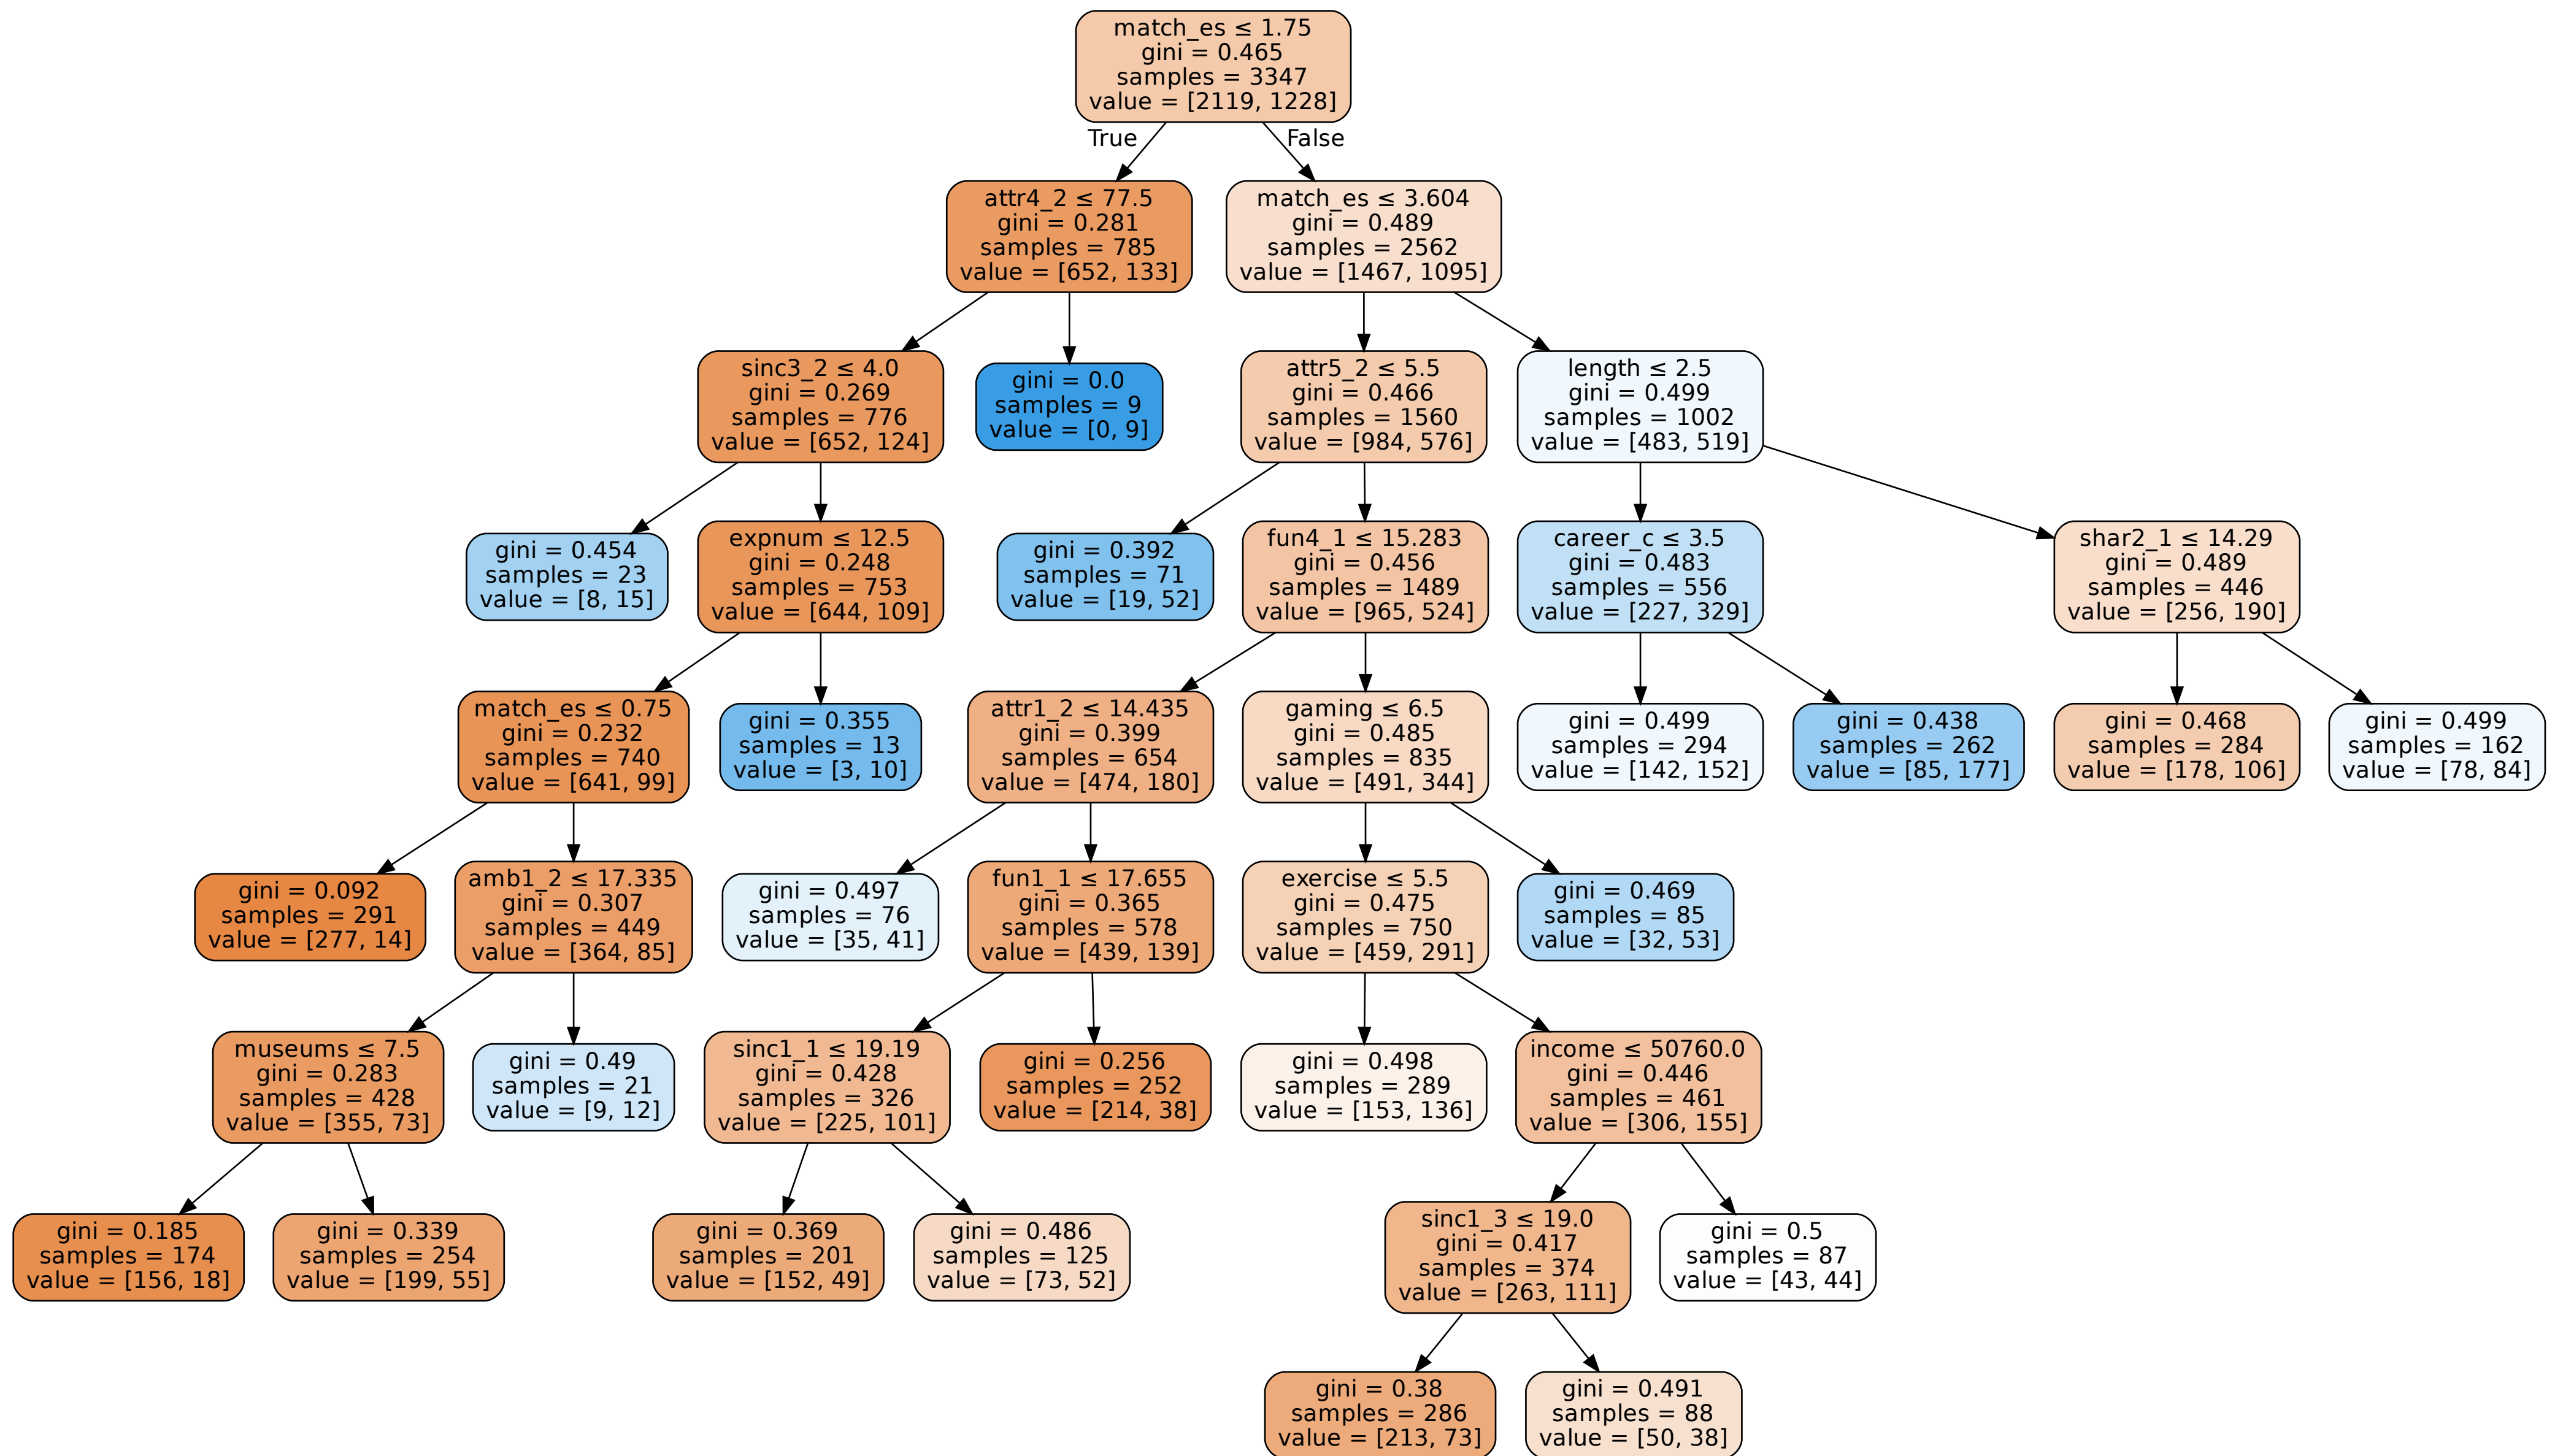 match_es ≤ 1.75
gini = 0.465
samples = 3347
value = [2119, 1228]
True
False
attr4_2 ≤ 77.5
gini = 0.281
samples = 785
value = [652, 133]
match_es ≤ 3.604
gini = 0.489
samples = 2562
value = [1467, 1095]
sinc3_2 ≤ 4.0
gini = 0.269
samples = 776
value = [652, 124]
gini = 0.0
samples = 9
value = [0, 9]
attr5_2 ≤ 5.5
gini = 0.466
samples = 1560
value = [984, 576]
length ≤ 2.5
gini = 0.499
samples = 1002
value = [483, 519]
gini = 0.454
samples = 23
value = [8, 15]
expnum ≤ 12.5
gini = 0.248
samples = 753
value = [644, 109]
gini = 0.392
samples = 71
value = [19, 52]
fun4_1 ≤ 15.283
gini = 0.456
samples = 1489
value = [965, 524]
career_c ≤ 3.5
gini = 0.483
samples = 556
value = [227, 329]
shar2_1 ≤ 14.29
gini = 0.489
samples = 446
value = [256, 190]
match_es ≤ 0.75
gini = 0.232
samples = 740
value = [641, 99]
gini = 0.355
samples = 13
value = [3, 10]
attr1_2 ≤ 14.435
gini = 0.399
samples = 654
value = [474, 180]
gaming ≤ 6.5
gini = 0.485
samples = 835
value = [491, 344]
gini = 0.499
samples = 294
value = [142, 152]
gini = 0.438
samples = 262
value = [85, 177]
gini = 0.468
samples = 284
value = [178, 106]
gini = 0.499
samples = 162
value = [78, 84]
gini = 0.092
samples = 291
value = [277, 14]
amb1_2 ≤ 17.335
gini = 0.307
samples = 449
value = [364, 85]
gini = 0.497
samples = 76
value = [35, 41]
fun1_1 ≤ 17.655
gini = 0.365
samples = 578
value = [439, 139]
exercise ≤ 5.5
gini = 0.475
samples = 750
value = [459, 291]
gini = 0.469
samples = 85
value = [32, 53]
museums ≤ 7.5
gini = 0.283
samples = 428
value = [355, 73]
gini = 0.49
samples = 21
value = [9, 12]
sinc1_1 ≤ 19.19
gini = 0.428
samples = 326
value = [225, 101]
gini = 0.256
samples = 252
value = [214, 38]
gini = 0.498
samples = 289
value = [153, 136]
income ≤ 50760.0
gini = 0.446
samples = 461
value = [306, 155]
gini = 0.185
samples = 174
value = [156, 18]
gini = 0.339
samples = 254
value = [199, 55]
gini = 0.369
samples = 201
value = [152, 49]
gini = 0.486
samples = 125
value = [73, 52]
sinc1_3 ≤ 19.0
gini = 0.417
samples = 374
value = [263, 111]
gini = 0.5
samples = 87
value = [43, 44]
gini = 0.38
samples = 286
value = [213, 73]
gini = 0.491
samples = 88
value = [50, 38]